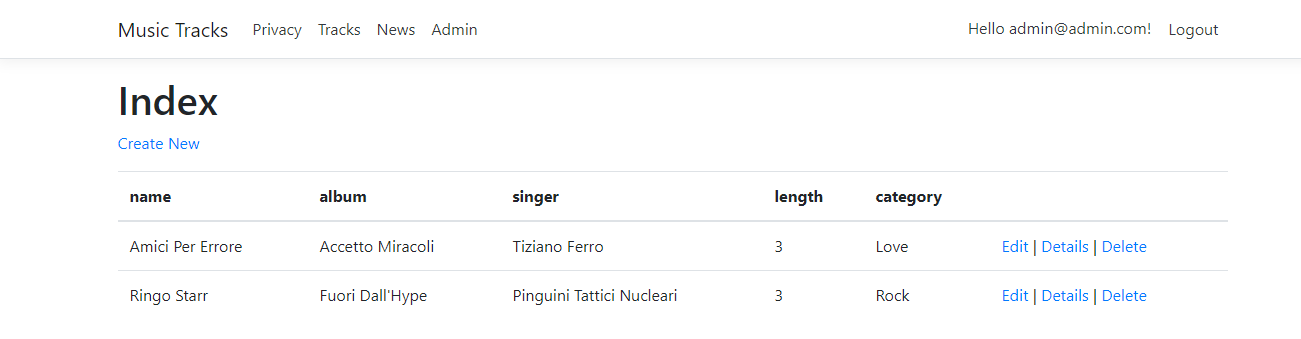 Music Tracks Privacy Tracks News Admin Hello admin@admin.com! Logout
Index
Create New
name album singer length category
Amici Per Errore Accetto Miracoli Tiziano Ferro 3 Love Edit | Details | Delete
Ringo Starr Fuori Dall'Hype Pinguini Tattici Nucleari 3 Rock Edit | Details | Delete